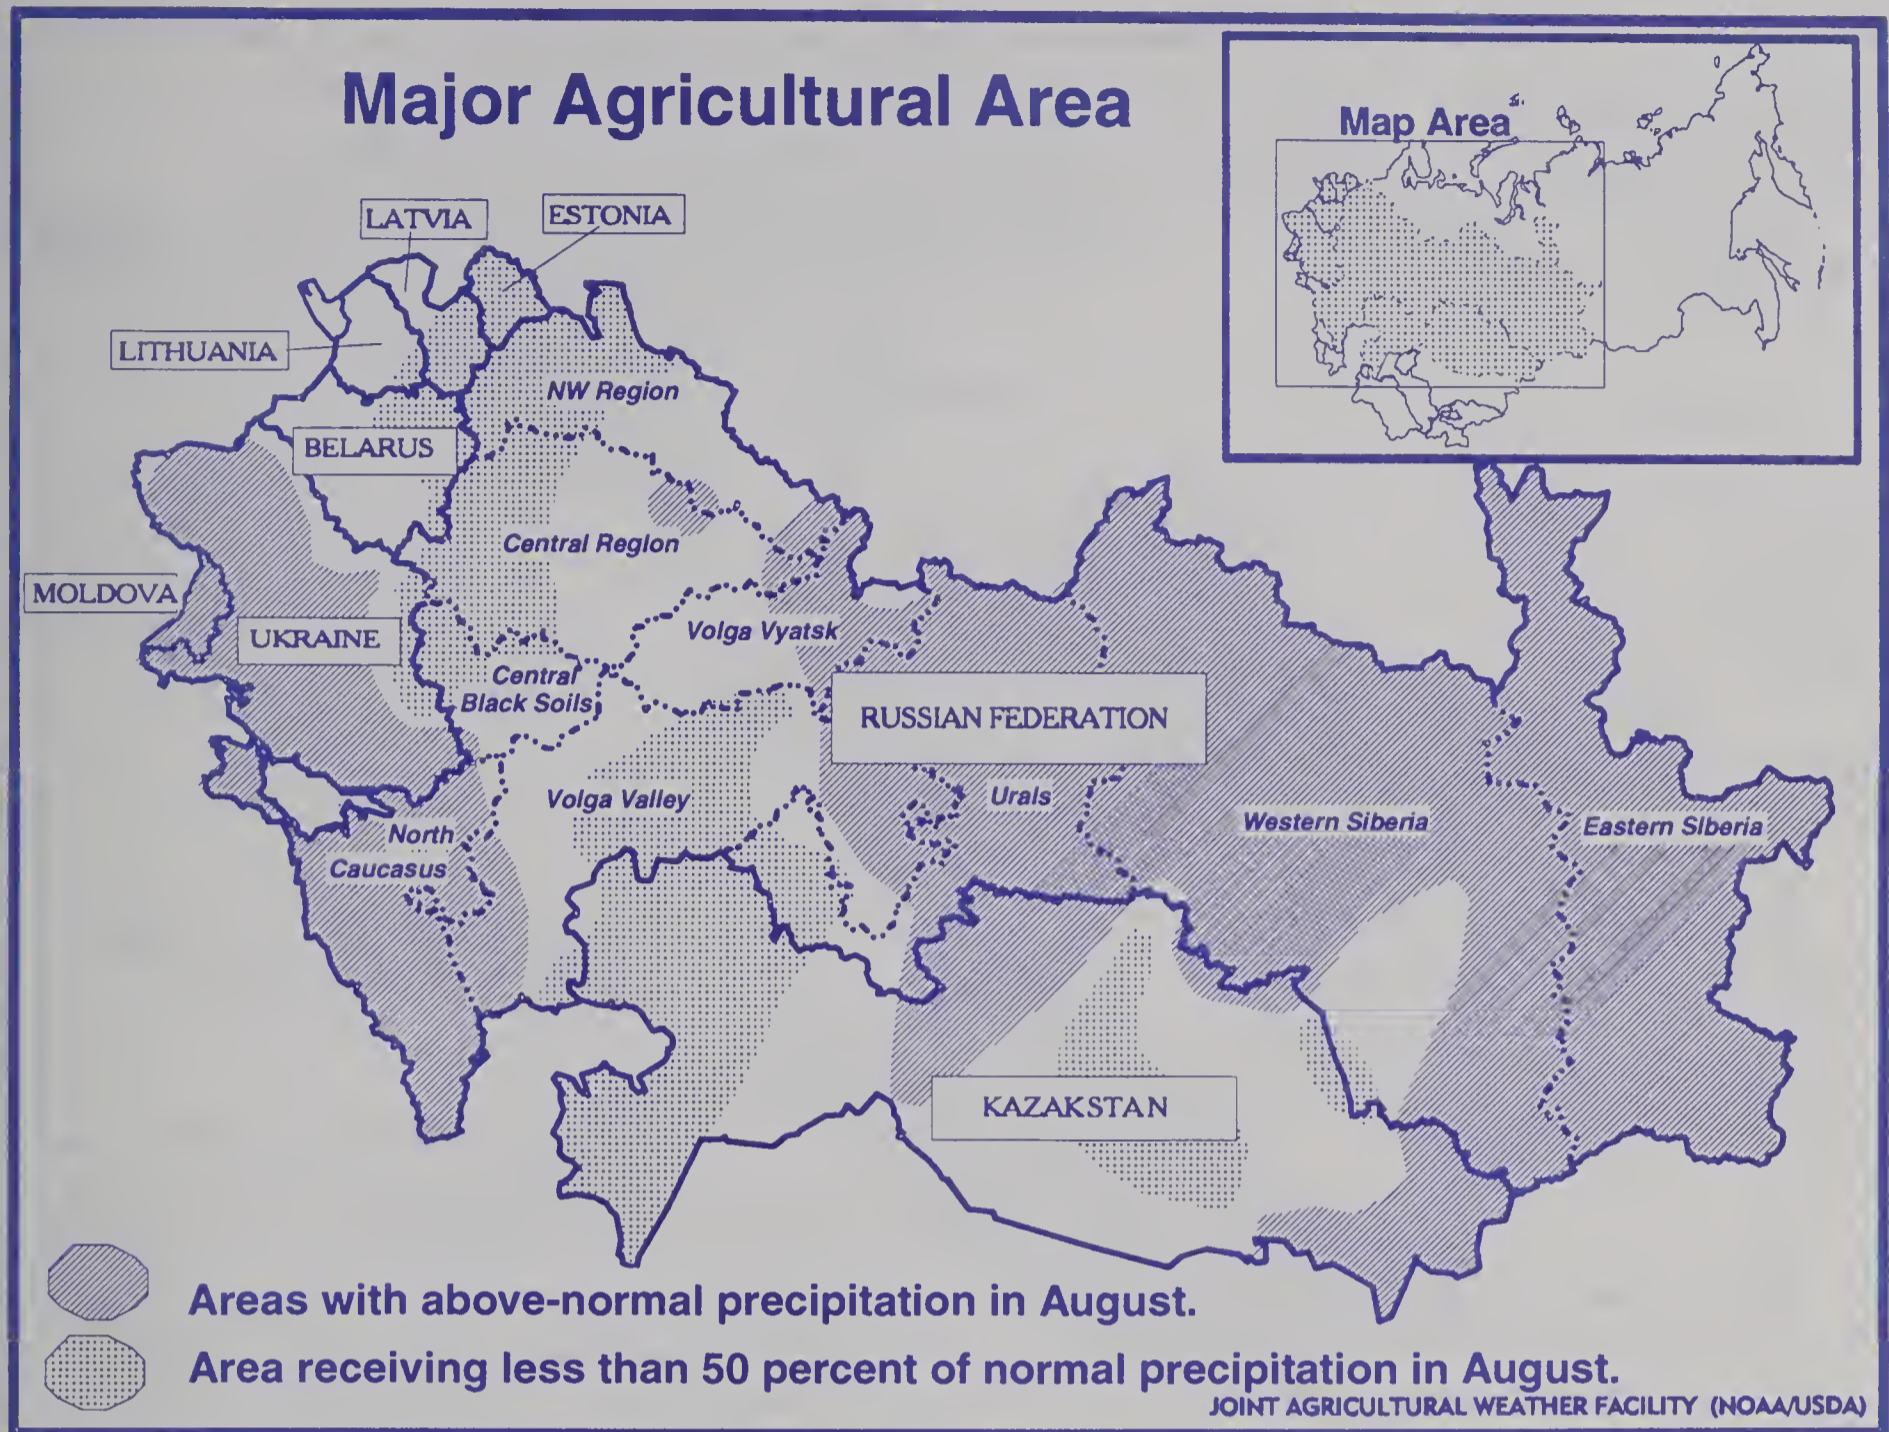 Major Agricultural Area
Map Area
LATVIA
ESTONIA
LITHUANIA
NW Region
BELARUS
Central Region
MOLDOVA
UKRAINE
Volga Vyatsk
Central
Black Soils
RUSSIAN FEDERATION
Volga Valley
Urals
North
Caucasus
Western Siberia
Eastern Siberia
KAZAKSTAN
Areas with above-normal precipitation in August.
Area receiving less than 50 percent of normal precipitation in August.
JOINT AGRICULTURAL WEATHER FACILITY (NOAA/USDA)